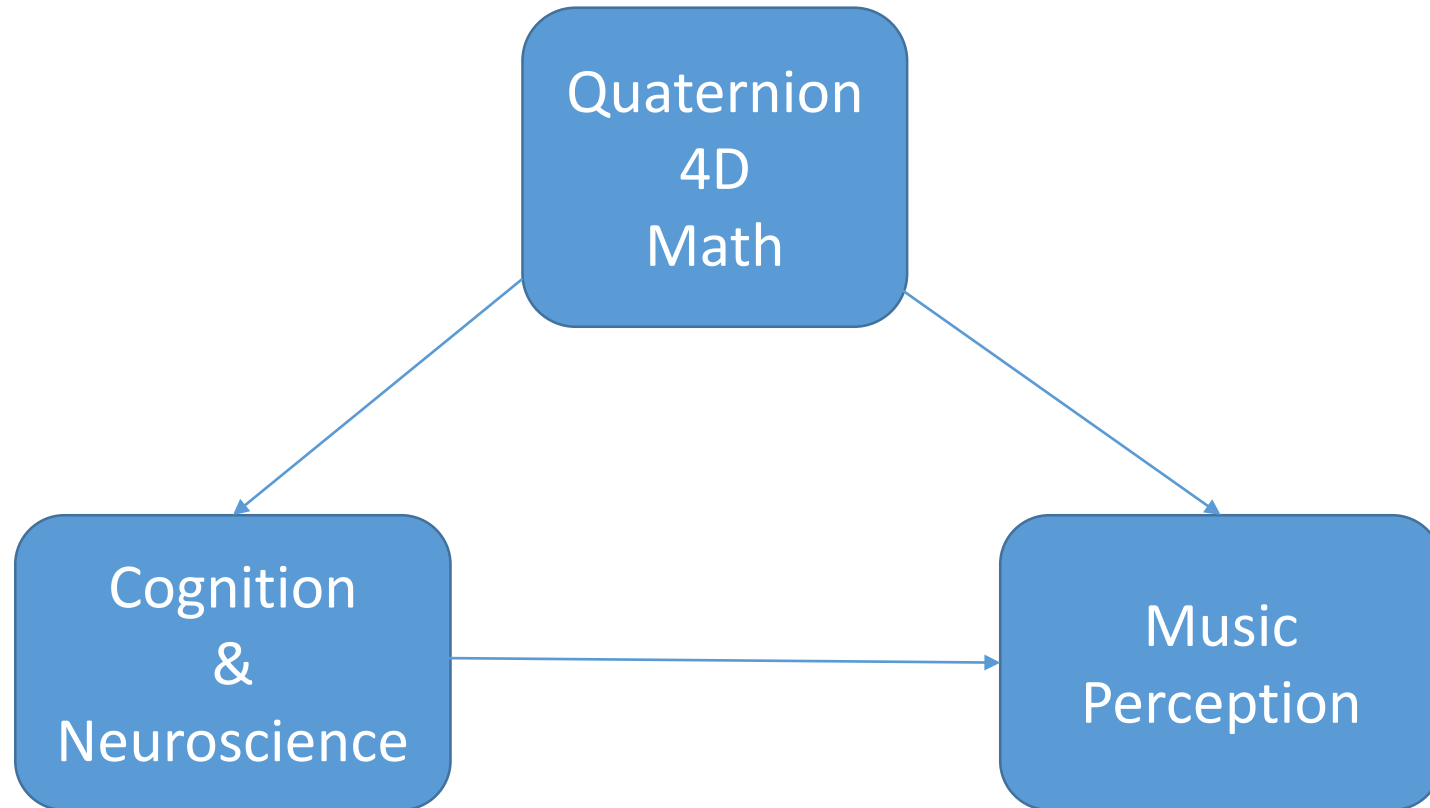 Quaternion
4D
Math
Cognition
&
Neuroscience
Music
Perception